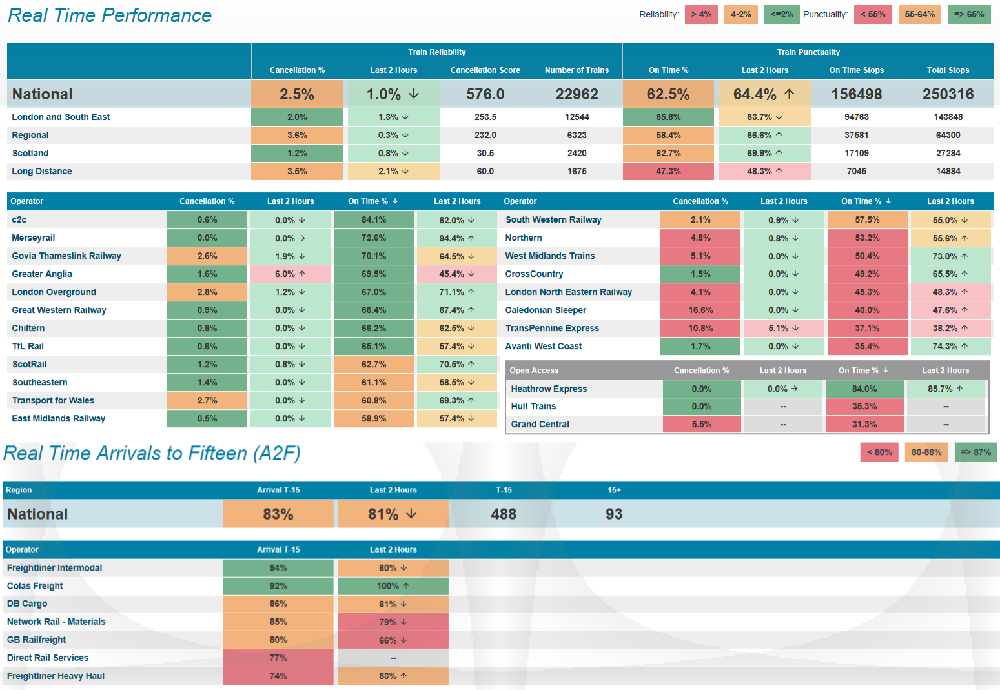 Real Time Performance
Reliability: > 4% 4-2% <=2% Punctuality: < 55% 55-64% => 65%
Train Reliability Train Punctuality
Cancellation % Last 2 Hours Cancellation Score Number of Trains On Time % Last 2 Hours On Time Stops Total Stops
National 2.5% 1.0% ↓ 576.0 22962 62.5% 64.4% ↑ 156498 250316
London and South East 2.0% 1.3% ↓ 253.5 12544 65.8% 63.7% ↓ 94763 143848
Regional 3.6% 0.3% ↓ 232.0 6323 58.4% 66.6% ↑ 37581 64300
Scotland 1.2% 0.8% ↓ 30.5 2420 62.7% 69.9% ↑ 17109 27284
Long Distance 3.5% 2.1% ↓ 60.0 1675 47.3% 48.3% ↑ 7045 14884
Operator Cancellation % Last 2 Hours On Time % ↓ Last 2 Hours
c2c 0.6% 0.0% ↓ 84.1% 82.0% ↓
Merseyrail 0.0% 0.0% → 72.6% 94.4% ↑
Govia Thameslink Railway 2.6% 1.9% ↓ 70.1% 64.5% ↓
Greater Anglia 1.6% 6.0% ↑ 69.5% 45.4% ↓
London Overground 2.8% 1.2% ↓ 67.0% 71.1% ↑
Great Western Railway 0.9% 0.0% ↓ 66.4% 67.4% ↑
Chiltern 0.8% 0.0% ↓ 66.2% 62.5% ↓
TfL Rail 0.6% 0.0% ↓ 65.1% 57.4% ↓
ScotRail 1.2% 0.8% ↓ 62.7% 70.5% ↑
Southeastern 1.4% 0.0% ↓ 61.1% 58.5% ↓
Transport for Wales 2.7% 0.0% ↓ 60.8% 69.3% ↑
East Midlands Railway 0.5% 0.0% ↓ 58.9% 57.4% ↓
Operator Cancellation % Last 2 Hours On Time % ↓ Last 2 Hours
South Western Railway 2.1% 0.9% ↓ 57.5% 55.0% ↓
Northern 4.8% 0.8% ↓ 53.2% 55.6% ↑
West Midlands Trains 5.1% 0.0% ↓ 50.4% 73.0% ↑
CrossCountry 1.5% 0.0% ↓ 49.2% 65.5% ↑
London North Eastern Railway 4.1% 0.0% ↓ 45.3% 48.3% ↑
Caledonian Sleeper 16.6% 0.0% ↓ 40.0% 47.6% ↑
TransPennine Express 10.8% 5.1% ↓ 37.1% 38.2% ↑
Avanti West Coast 1.7% 0.0% ↓ 35.4% 74.3% ↑
Open Access Cancellation % Last 2 Hours On Time % ↓ Last 2 Hours
Heathrow Express 0.0% 0.0% → 84.0% 85.7% ↑
Hull Trains 0.0% -- 35.3% --
Grand Central 5.5% -- 31.3% --
Real Time Arrivals to Fifteen (A2F)
< 80% 80-86% => 87%
Region Arrival T-15 Last 2 Hours T-15 15+
National 83% 81% ↓ 488 93
Operator Arrival T-15 Last 2 Hours
Freightliner Intermodal 94% 80% ↓
Colas Freight 92% 100% ↑
DB Cargo 86% 81% ↓
Network Rail - Materials 85% 79% ↓
GB Railfreight 80% 66% ↓
Direct Rail Services 77% --
Freightliner Heavy Haul 74% 83% ↑